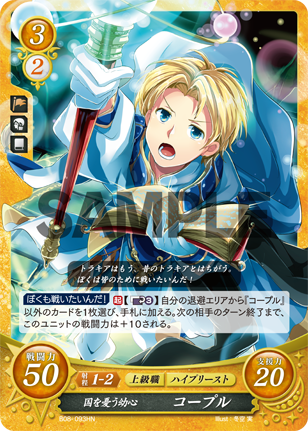 3
2
SAMPLE
トラキアはもう、昔のトラキアとはちがう。
ぼくは皆のために戦いたいんだ!
ぼくも戦いたいんだ! 起【3】自分の退避エリアから『コープル』
以外のカードを1枚選び、手札に加える。次の相手のターン終了まで、
このユニットの戦闘力は+10される。
戦闘力
50
射程 1-2 上級職 ハイプリースト
支援力
20
国を憂う幼心 コープル
B08-093HN
Illust: